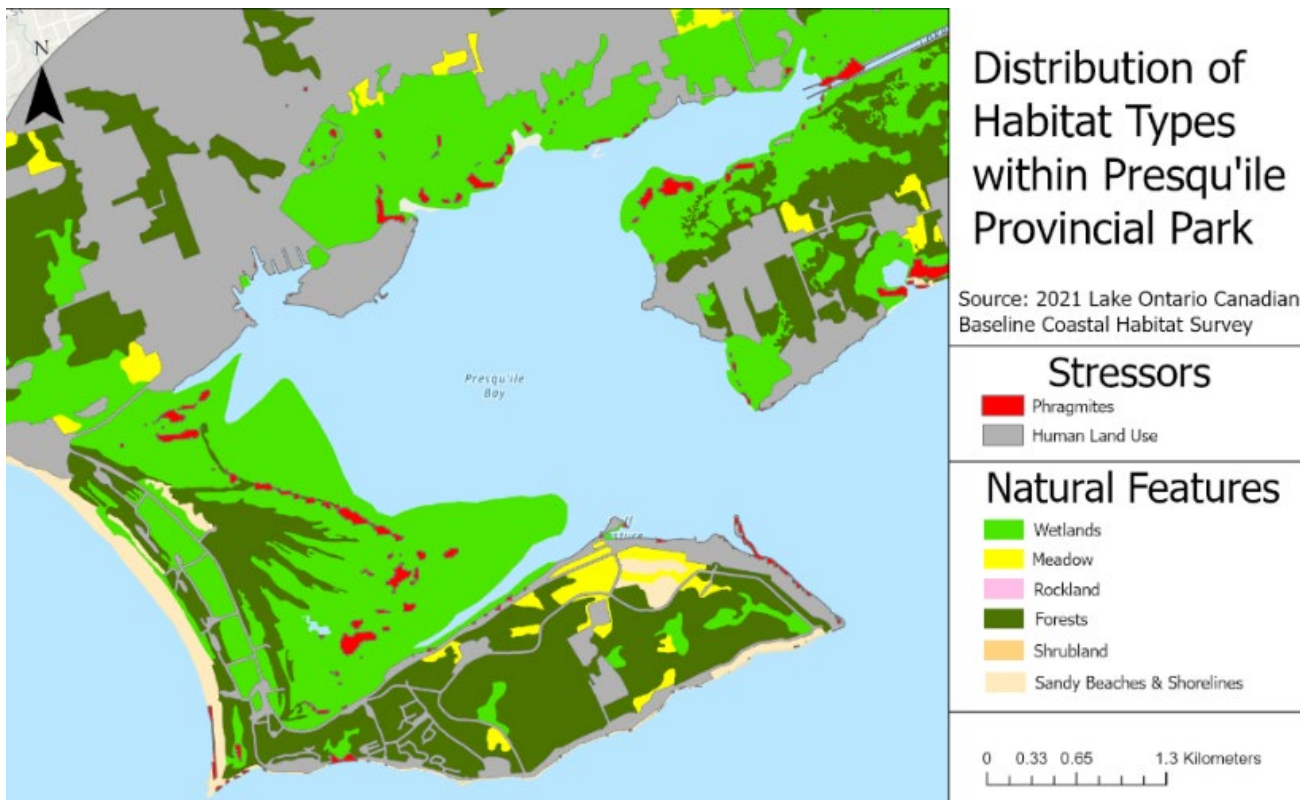 N
Presqu'ile
Bay
Distribution of
Habitat Types
within Presqu'ile
Provincial Park
Source: 2021 Lake Ontario Canadian
Baseline Coastal Habitat Survey
Stressors
Phragmites
Human Land Use
Natural Features
Wetlands
Meadow
Rockland
Forests
Shrubland
Sandy Beaches & Shorelines
0 0.33 0.65 1.3 Kilometers